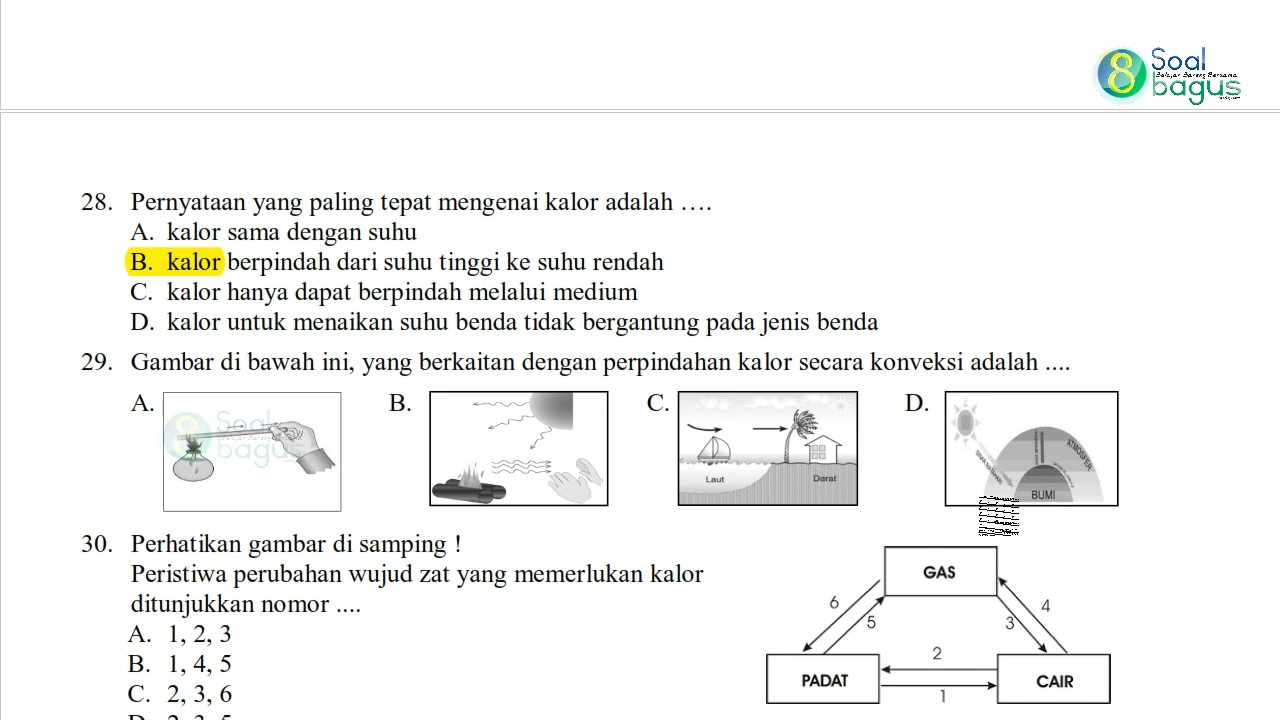 Soal
Belajar Bareng Bersama
bagus
28. Pernyataan yang paling tepat mengenai kalor adalah ….
A. kalor sama dengan suhu
B. kalor berpindah dari suhu tinggi ke suhu rendah
C. kalor hanya dapat berpindah melalui medium
D. kalor untuk menaikan suhu benda tidak bergantung pada jenis benda
29. Gambar di bawah ini, yang berkaitan dengan perpindahan kalor secara konveksi adalah ....
A. B. C. D.
Soal
bagus
Laut Darat
ATMOSFER
BUMI
30. Perhatikan gambar di samping !
Peristiwa perubahan wujud zat yang memerlukan kalor
ditunjukkan nomor ....
A. 1, 2, 3
B. 1, 4, 5
C. 2, 3, 6
GAS
6 5 3 4
2
PADAT CAIR
1